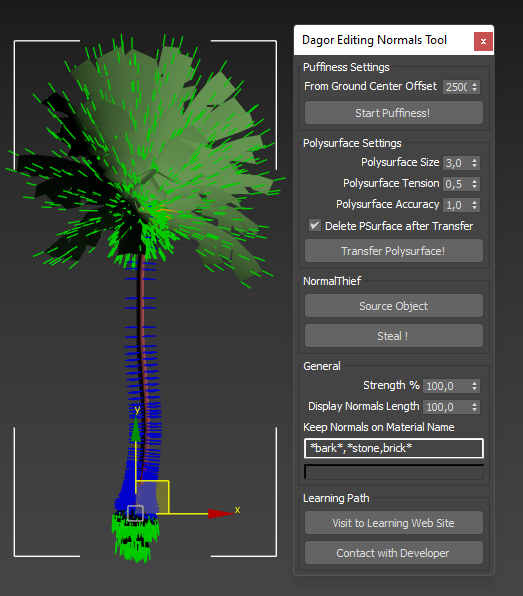 Dagor Editing Normals Tool
x
Puffiness Settings
From Ground Center Offset 2500
Start Puffiness!
Polysurface Settings
Polysurface Size 3,0
Polysurface Tension 0,5
Polysurface Accuracy 1,0
Delete PSurface after Transfer
Transfer Polysurface!
NormalThief
Source Object
Steal !
General
Strength % 100,0
Display Normals Length 100,0
Keep Normals on Material Name
*bark*,*stone,brick*
Learning Path
Visit to Learning Web Site
Contact with Developer
y
x